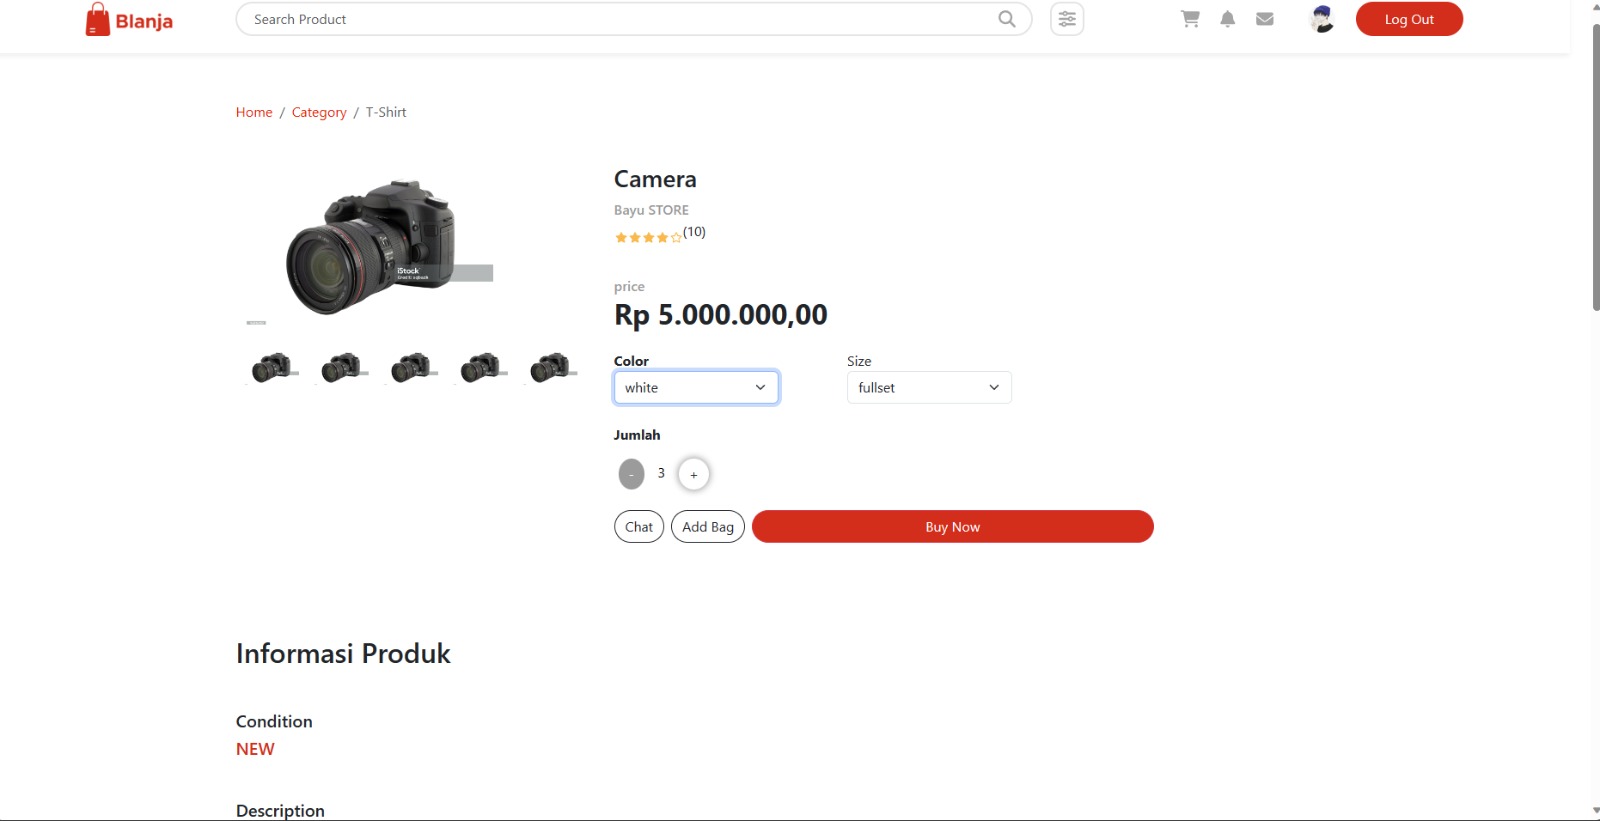 Blanja
Search Product
Log Out
Home / Category / T-Shirt
iStock
Camera
Bayu STORE
(10)
price
Rp 5.000.000,00
Color
Size
white
fullset
Jumlah
- 3 +
Chat
Add Bag
Buy Now
Informasi Produk
Condition
NEW
Description